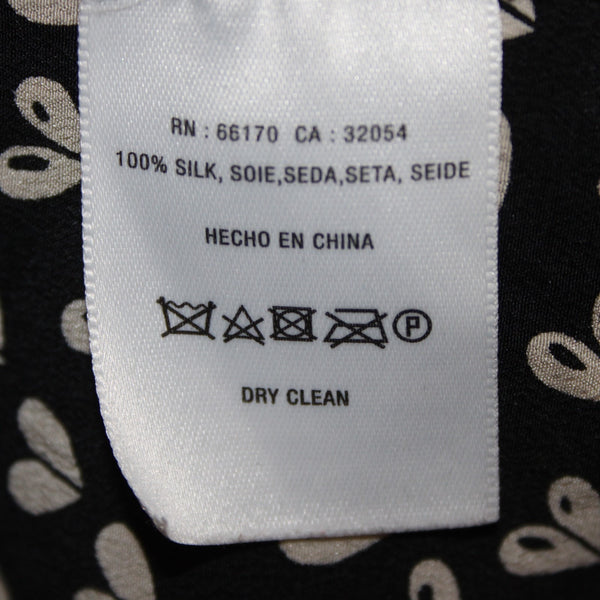 RN : 66170 CA : 32054
100% SILK, SOIE,SEDA,SETA, SEIDE
HECHO EN CHINA
P
DRY CLEAN